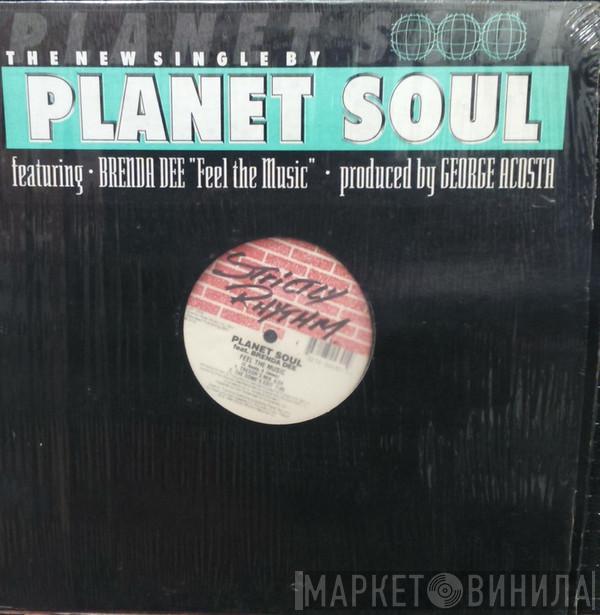 PLANET SOUL
THE NEW SINGLE BY
PLANET SOUL
featuring · BRENDA DEE "Feel the Music" · produced by GEORGE ACOSTA
STRICTLY
RHYTHM
PLANET SOUL
feat. BRENDA DEE
FEEL THE MUSIC
МАРКЕТ ВИНИЛА